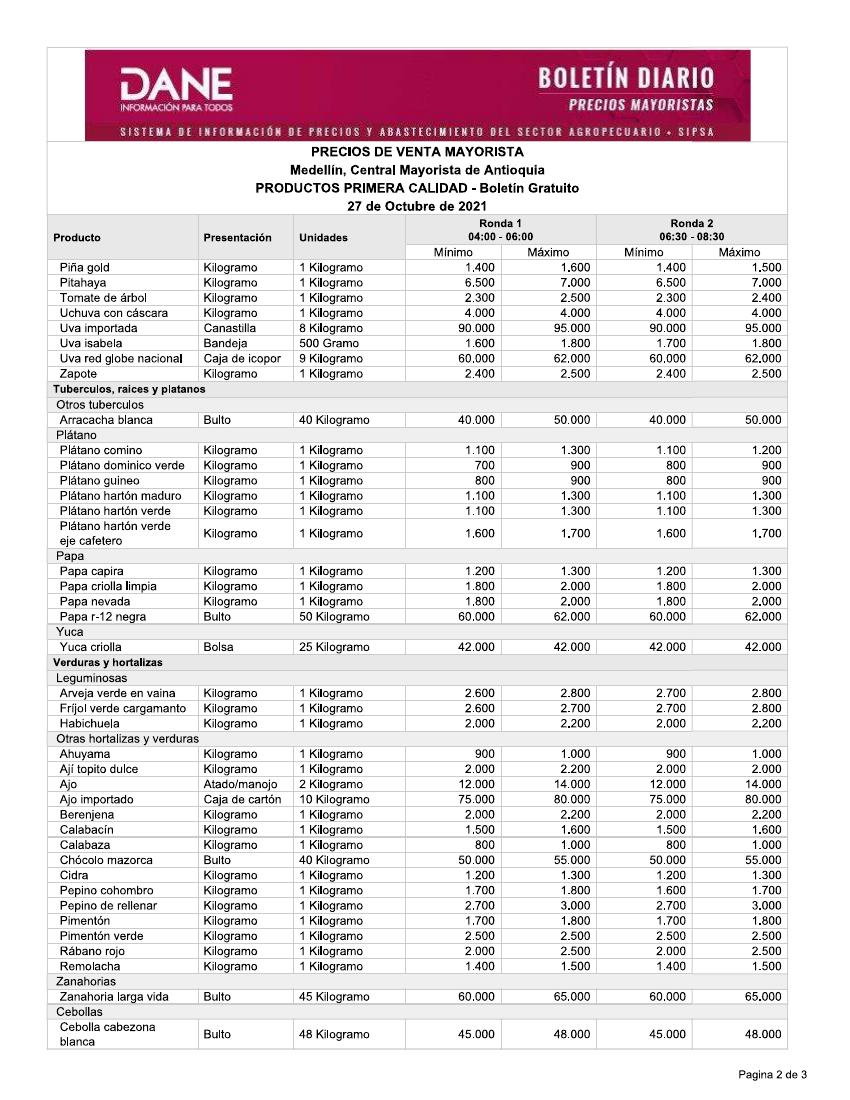 DANE
INFORMACIÓN PARA TODOS
BOLETÍN DIARIO
PRECIOS MAYORISTAS
SISTEMA DE INFORMACIÓN DE PRECIOS Y ABASTECIMIENTO DEL SECTOR AGROPECUARIO • SIPSA
PRECIOS DE VENTA MAYORISTA
Medellín, Central Mayorista de Antioquia
PRODUCTOS PRIMERA CALIDAD - Boletín Gratuito
27 de Octubre de 2021
Producto Presentación Unidades Ronda 1 04:00 - 06:00 Ronda 2 06:30 - 08:30
Mínimo Máximo Mínimo Máximo
Piña gold Kilogramo 1 Kilogramo 1.400 1.600 1.400 1.500
Pitahaya Kilogramo 1 Kilogramo 6.500 7.000 6.500 7.000
Tomate de árbol Kilogramo 1 Kilogramo 2.300 2.500 2.300 2.400
Uchuva con cáscara Kilogramo 1 Kilogramo 4.000 4.000 4.000 4.000
Uva importada Canastilla 8 Kilogramo 90.000 95.000 90.000 95.000
Uva isabela Bandeja 500 Gramo 1.600 1.800 1.700 1.800
Uva red globe nacional Caja de icopor 9 Kilogramo 60.000 62.000 60.000 62.000
Zapote Kilogramo 1 Kilogramo 2.400 2.500 2.400 2.500
Tuberculos, raices y platanos
Otros tuberculos
Arracacha blanca Bulto 40 Kilogramo 40.000 50.000 40.000 50.000
Plátano
Plátano comino Kilogramo 1 Kilogramo 1.100 1.300 1.100 1.200
Plátano dominico verde Kilogramo 1 Kilogramo 700 900 800 900
Plátano guineo Kilogramo 1 Kilogramo 800 900 800 900
Plátano hartón maduro Kilogramo 1 Kilogramo 1.100 1.300 1.100 1.300
Plátano hartón verde Kilogramo 1 Kilogramo 1.100 1.300 1.100 1.300
Plátano hartón verde
eje cafetero Kilogramo 1 Kilogramo 1.600 1.700 1.600 1.700
Papa
Papa capira Kilogramo 1 Kilogramo 1.200 1.300 1.200 1.300
Papa criolla limpia Kilogramo 1 Kilogramo 1.800 2.000 1.800 2.000
Papa nevada Kilogramo 1 Kilogramo 1.800 2.000 1.800 2.000
Papa r-12 negra Bulto 50 Kilogramo 60.000 62.000 60.000 62.000
Yuca
Yuca criolla Bolsa 25 Kilogramo 42.000 42.000 42.000 42.000
Verduras y hortalizas
Leguminosas
Arveja verde en vaina Kilogramo 1 Kilogramo 2.600 2.800 2.700 2.800
Fríjol verde cargamanto Kilogramo 1 Kilogramo 2.600 2.700 2.700 2.800
Habichuela Kilogramo 1 Kilogramo 2.000 2.200 2.000 2.200
Otras hortalizas y verduras
Ahuyama Kilogramo 1 Kilogramo 900 1.000 900 1.000
Ají topito dulce Kilogramo 1 Kilogramo 2.000 2.200 2.000 2.000
Ajo Atado/manojo 2 Kilogramo 12.000 14.000 12.000 14.000
Ajo importado Caja de cartón 10 Kilogramo 75.000 80.000 75.000 80.000
Berenjena Kilogramo 1 Kilogramo 2.000 2.200 2.000 2.200
Calabacín Kilogramo 1 Kilogramo 1.500 1.600 1.500 1.600
Calabaza Kilogramo 1 Kilogramo 800 1.000 800 1.000
Chócolo mazorca Bulto 40 Kilogramo 50.000 55.000 50.000 55.000
Cidra Kilogramo 1 Kilogramo 1.200 1.300 1.200 1.300
Pepino cohombro Kilogramo 1 Kilogramo 1.700 1.800 1.600 1.700
Pepino de rellenar Kilogramo 1 Kilogramo 2.700 3.000 2.700 3.000
Pimentón Kilogramo 1 Kilogramo 1.700 1.800 1.700 1.800
Pimentón verde Kilogramo 1 Kilogramo 2.500 2.500 2.500 2.500
Rábano rojo Kilogramo 1 Kilogramo 2.000 2.500 2.000 2.500
Remolacha Kilogramo 1 Kilogramo 1.400 1.500 1.400 1.500
Zanahorias
Zanahoria larga vida Bulto 45 Kilogramo 60.000 65.000 60.000 65.000
Cebollas
Cebolla cabezona
blanca Bulto 48 Kilogramo 45.000 48.000 45.000 48.000
Pagina 2 de 3